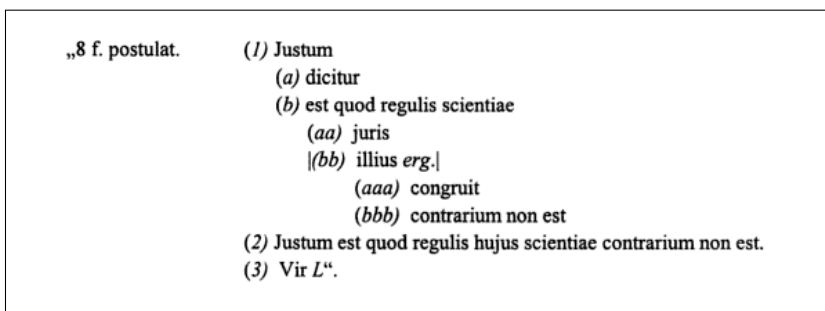 „8 f. postulat. (1) Justum
(a) dicitur
(b) est quod regulis scientiae
(aa) juris
|(bb) illius erg.|
(aaa) congruit
(bbb) contrarium non est
(2) Justum est quod regulis hujus scientiae contrarium non est.
(3) Vir L“.